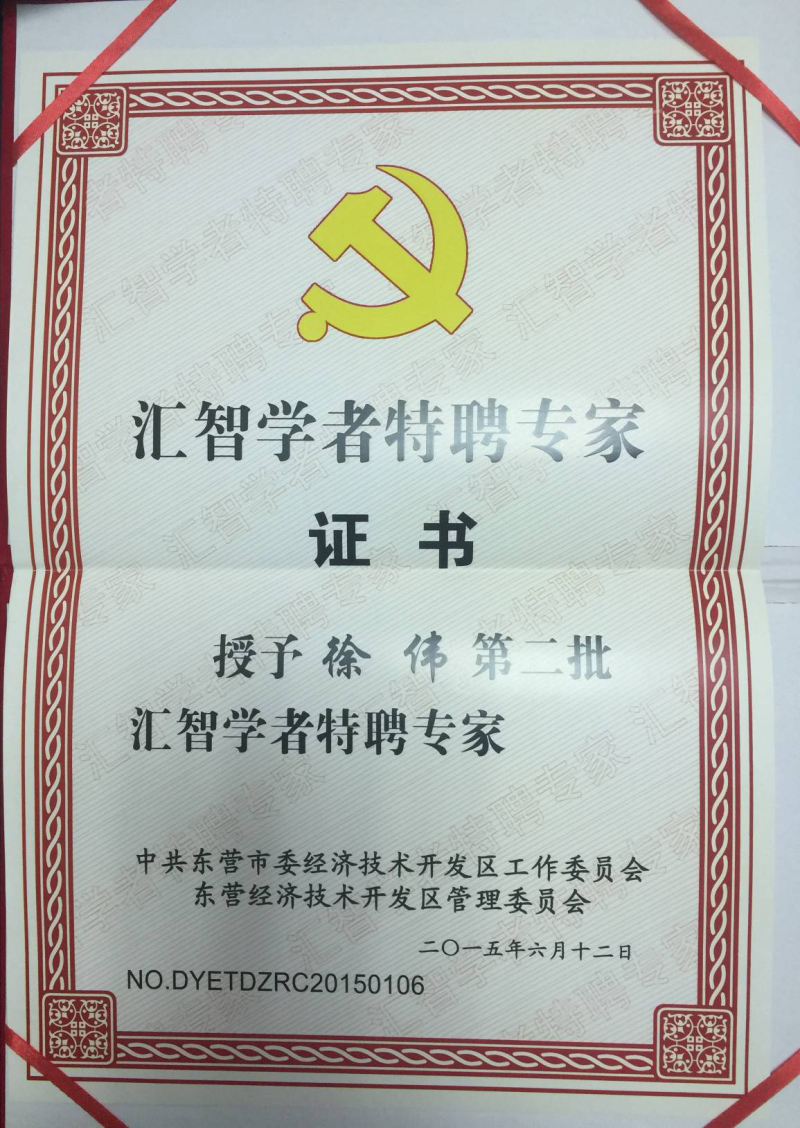 汇智学者特聘专家
证 书
授予 徐 伟 第二批
汇智学者特聘专家
中共东营市委经济技术开发区工作委员会
东营经济技术开发区管理委员会
二〇一五年六月十二日
NO.DYETDZRC20150106